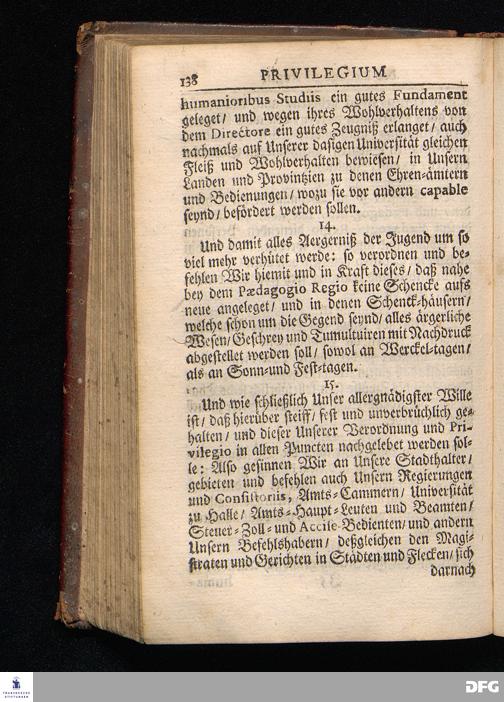 138 PRIVILEGIUM
humanioribus Studiis ein gutes Fundament
geleget/ und wegen ihres Wohlverhaltens von
dem Directore ein gutes Zeugniß erlanget/ auch
nachmals auf Unserer dasigen Universität gleichen
Fleiß und Wohlverhalten bewiesen/ in Unsern
Landen und Provintzien zu denen Ehren-ämtern
und Bedienungen/ wozu sie vor andern capable
seynd/ befördert werden sollen.
14.
Und damit alles Aergerniß der Jugend um so
viel mehr verhütet werde: so verordnen und be-
fehlen Wir hiemit und in Kraft dieses/ daß nahe
bey dem Pædagogio Regio keine Schencke aufs
neue angeleget/ und in denen Schenck-häusern/
welche schon um die Gegend seynd/ alles ärgerliche
Wesen/ Geschrey und Tumultuiren mit Nachdruck
abgestellet werden soll/ sowol an Werckel-tagen/
als an Sonn-und Fest-tagen.
15.
Und wie schließlich Unser allergnädigster Wille
ist/ daß hierüber steiff/ fest und unverbrüchlich ge-
halten/ und dieser Unserer Verordnung und Pri-
vilegio in allen Puncten nachgelebet werden sol-
le: Also gesinnen Wir an Unsere Stadthalter/
gebieten und befehlen auch Unsern Regierungen
und Consistoriis, Amts-Cammern/ Universität
zu Halle/ Amts-Haupt-Leuten und Beamten/
Steuer-Zoll-und Accise-Bedienten/ und andern
Unsern Befehlshabern/ deßgleichen den Magi-
straten und Gerichten in Städten und Flecken/ sich
darnach
FRANCKESCHE
STIFTUNGEN
DFG